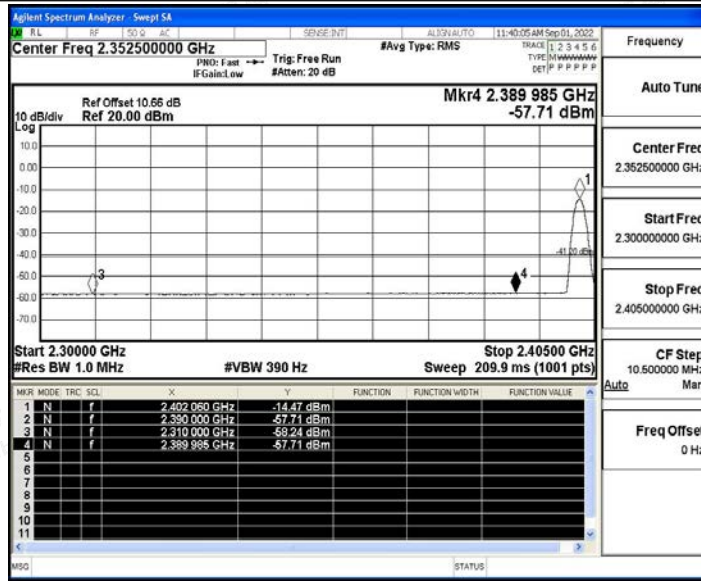 Agilent Spectrum Analyzer - Swept SA
LXI RL RF 50 Ω AC SENSE:INT ALIGN AUTO 11:40:05 AM Sep 01, 2022
Center Freq 2.352500000 GHz #Avg Type: RMS TRACE 1 2 3 4 5 6
PNO: Fast Trig: Free Run TYPE MWWWWW
IFGain:Low #Atten: 20 dB DET P P P P P P
Frequency
Auto Tune
Mkr4 2.389 985 GHz
-57.71 dBm
Ref Offset 10.66 dB
10 dB/div Ref 20.00 dBm
Log
10.0
0.00
-10.0
-20.0
-30.0
-40.0
-50.0
-60.0
-70.0
1
3
4
-41.20 dBm
Center Freq
2.352500000 GHz
Start Freq
2.300000000 GHz
Stop Freq
2.405000000 GHz
CF Step
10.500000 MHz
Auto Man
Freq Offset
0 Hz
Start 2.30000 GHz Stop 2.40500 GHz
#Res BW 1.0 MHz #VBW 390 Hz Sweep 209.9 ms (1001 pts)
MKR MODE TRC SCL X Y FUNCTION FUNCTION WIDTH FUNCTION VALUE
1 N f 2.402 060 GHz -14.47 dBm
2 N f 2.390 000 GHz -57.71 dBm
3 N f 2.310 000 GHz -58.24 dBm
4 N f 2.389 985 GHz -57.71 dBm
5
6
7
8
9
10
11
MSG STATUS